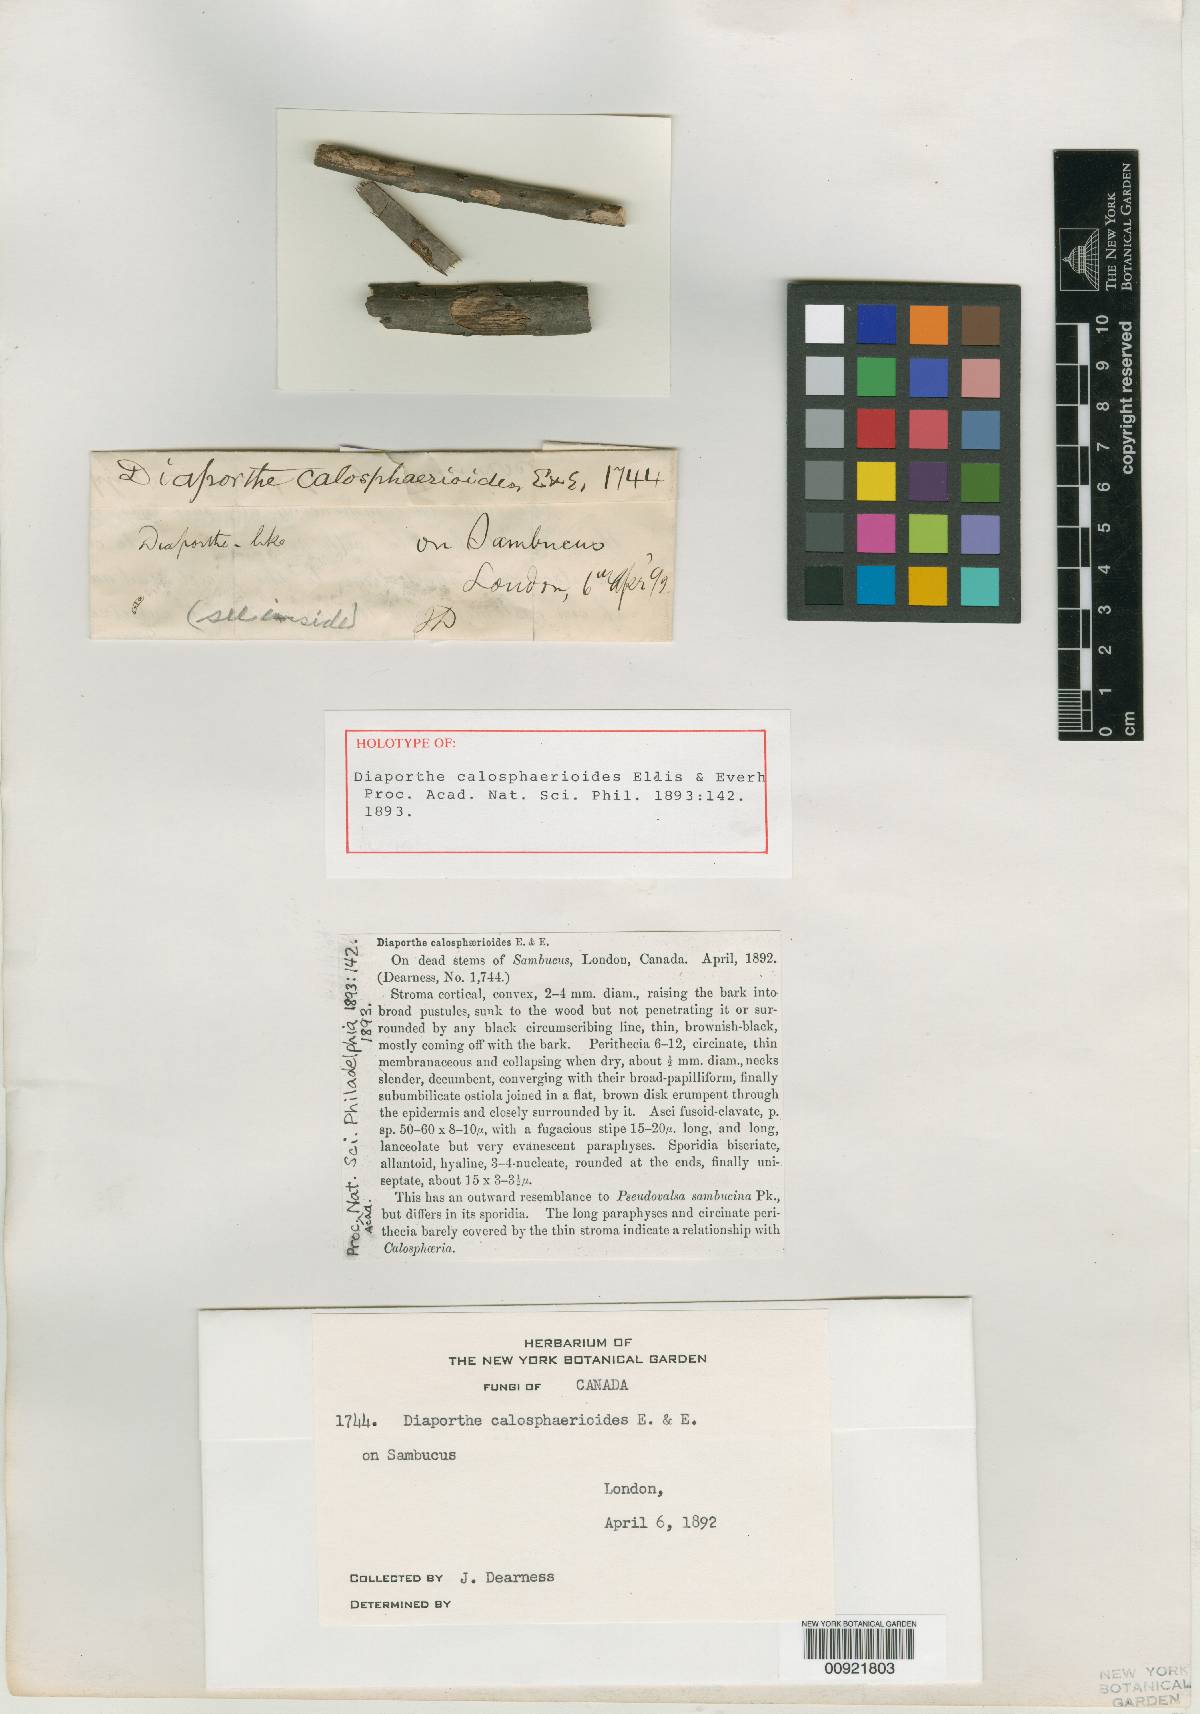 THE NEW YORK
BOTANICAL GARDEN
copyright reserved
10
9
8
7
6
5
4
3
2
1
0
cm
Diaporthe calosphaerioides, E&E, 1744
Diaporthe-like
on Sambucus
London, 6th Apr
(see inside)
JD
HOLOTYPE OF:
Diaporthe calosphaerioides Ellis & Everh
Proc. Acad. Nat. Sci. Phil. 1893:142.
1893.
Proc. Nat. Sci. Philadelphia 1893:142.
Acad.
1893.
Diaporthe calosphærioides E. & E.
On dead stems of Sambucus, London, Canada. April, 1892.
(Dearness, No. 1,744.)
Stroma cortical, convex, 2–4 mm. diam., raising the bark into
broad pustules, sunk to the wood but not penetrating it or sur-
rounded by any black circumscribing line, thin, brownish-black,
mostly coming off with the bark. Perithecia 6–12, circinate, thin
membranaceous and collapsing when dry, about ½ mm. diam., necks
slender, decumbent, converging with their broad-papilliform, finally
subumbilicate ostiola joined in a flat, brown disk erumpent through
the epidermis and closely surrounded by it. Asci fusoid-clavate, p.
sp. 50–60 x 8–10µ, with a fugacious stipe 15–20µ. long, and long,
lanceolate but very evanescent paraphyses. Sporidia biseriate,
allantoid, hyaline, 3–4-nucleate, rounded at the ends, finally uni-
septate, about 15 x 3–3½µ.
This has an outward resemblance to Pseudovalsa sambucina Pk.,
but differs in its sporidia. The long paraphyses and circinate peri-
thecia barely covered by the thin stroma indicate a relationship with
Calosphæria.
HERBARIUM OF
THE NEW YORK BOTANICAL GARDEN
FUNGI OF CANADA
1744. Diaporthe calosphaerioides E. & E.
on Sambucus
London,
April 6, 1892
COLLECTED BY J. Dearness
DETERMINED BY
NEW YORK BOTANICAL GARDEN
00921803
NEW YORK
BOTANICAL
GARDEN